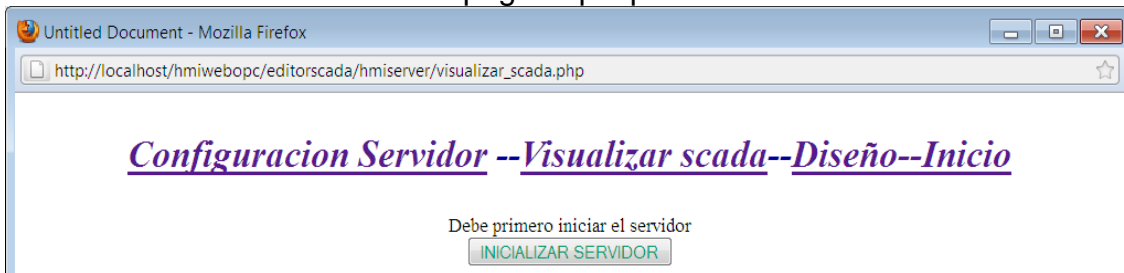 Untitled Document - Mozilla Firefox
http://localhost/hmiwebopc/editorscada/hmiserver/visualizar_scada.php
Configuracion Servidor --Visualizar scada--Diseño--Inicio
Debe primero iniciar el servidor
INICIALIZAR SERVIDOR